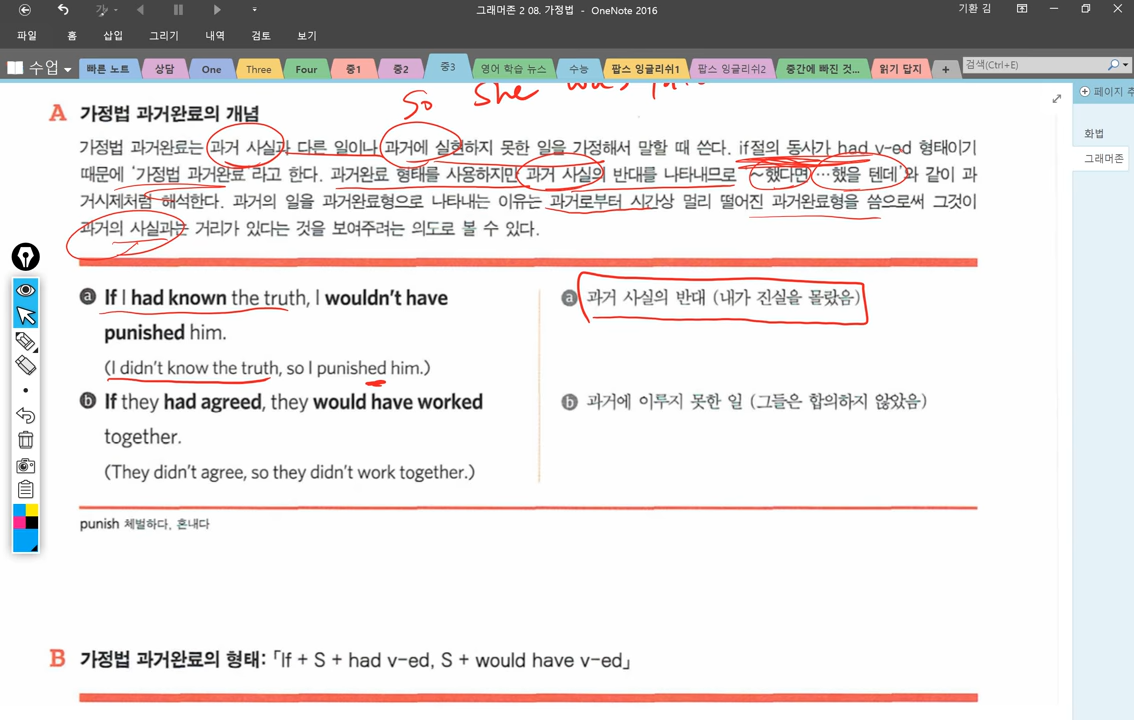 그래머존 2 08. 가정법 - OneNote 2016
기환 김
파일 홈 삽입 그리기 내역 검토 보기
수업 빠른 노트 상담 One Three Four 중1 중2 중3 영어 학습 뉴스 수능 팝스 잉글리쉬1 팝스 잉글리쉬2 중간에 빠진 것... 읽기 답지 + 검색(Ctrl+E)
페이지
화법
그래머존
So she was
A 가정법 과거완료의 개념
가정법 과거완료는 과거 사실과 다른 일이나 과거에 실현하지 못한 일을 가정해서 말할 때 쓴다. if절의 동사가 had v-ed 형태이기
때문에 '가정법 과거완료'라고 한다. 과거완료 형태를 사용하지만 과거 사실의 반대를 나타내므로 '~했다면 …했을 텐데'와 같이 과
거시제처럼 해석한다. 과거의 일을 과거완료형으로 나타내는 이유는 과거로부터 시간상 멀리 떨어진 과거완료형을 씀으로써 그것이
과거의 사실과는 거리가 있다는 것을 보여주려는 의도로 볼 수 있다.
a If I had known the truth, I wouldn't have
punished him.
(I didn't know the truth, so I punished him.)
a 과거 사실의 반대 (내가 진실을 몰랐음)
b If they had agreed, they would have worked
together.
(They didn't agree, so they didn't work together.)
b 과거에 이루지 못한 일 (그들은 합의하지 않았음)
punish 체벌하다, 혼내다
B 가정법 과거완료의 형태: 「If + S + had v-ed, S + would have v-ed」